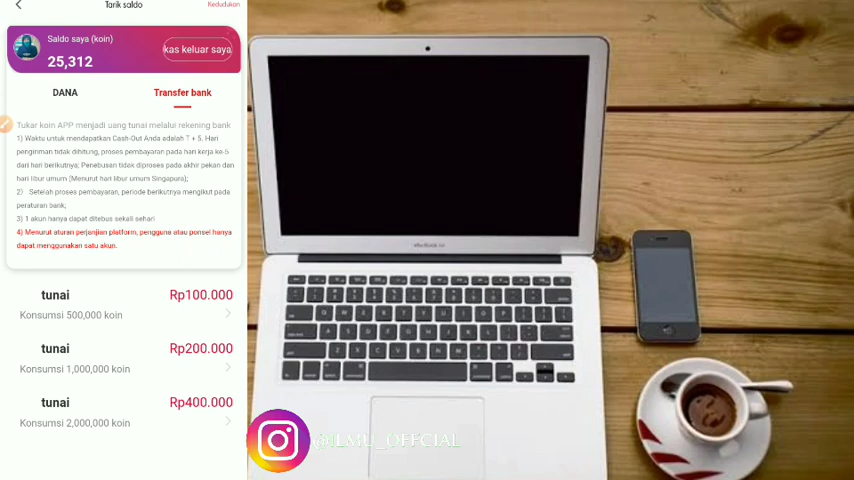 Tarik saldo
Kedudukan
Saldo saya (koin)
25,312
kas keluar saya
DANA
Transfer bank
Tukar koin APP menjadi uang tunai melalui rekening bank
1) Waktu untuk mendapatkan Cash-Out Anda adalah T + 5. Hari
pengiriman tidak dihitung, proses pembayaran pada hari kerja ke-5
dari hari berikutnya; Penebusan tidak diproses pada akhir pekan dan
hari libur umum (Menurut hari libur umum Singapura);
2) Setelah proses pembayaran, periode berikutnya mengikut pada
peraturan bank;
3) 1 akun hanya dapat ditebus sekali sehari
4) Menurut aturan perjanjian platform, pengguna atau ponsel hanya
dapat menggunakan satu akun.
tunai
Rp100.000
Konsumsi 500,000 koin
tunai
Rp200.000
Konsumsi 1,000,000 koin
tunai
Rp400.000
Konsumsi 2,000,000 koin
@ILMU_OFFCIAL